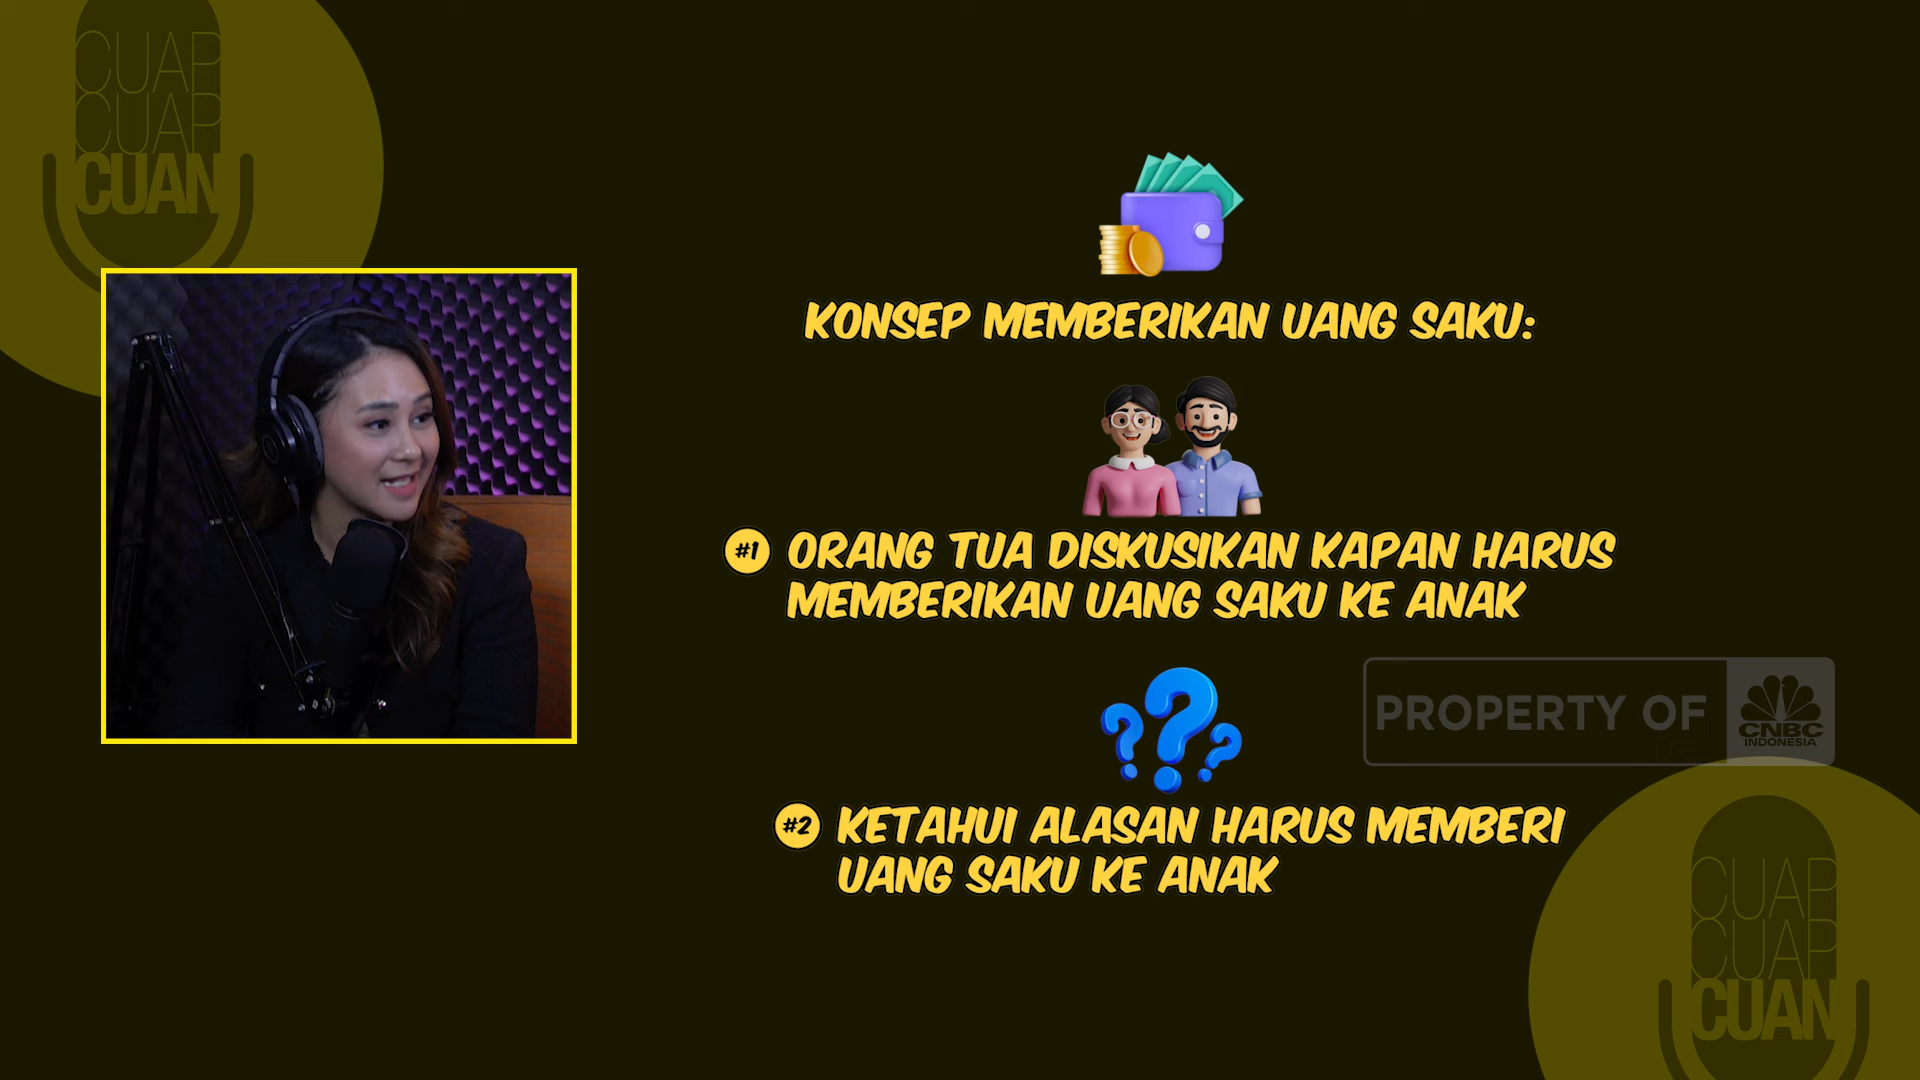 CUAP
CUAP
CUAN
KONSEP MEMBERIKAN UANG SAKU:
#1 ORANG TUA DISKUSIKAN KAPAN HARUS
MEMBERIKAN UANG SAKU KE ANAK
PROPERTY OF CNBC
INDONESIA
#2 KETAHUI ALASAN HARUS MEMBERI
UANG SAKU KE ANAK
CUAP
CUAP
CUAN